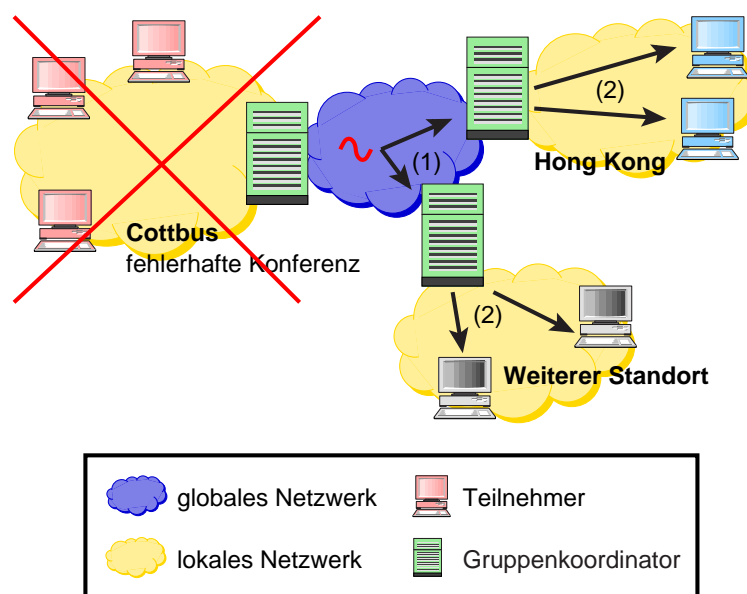 (2)
(1)
Hong Kong
Cottbus
fehlerhafte Konferenz
(2)
Weiterer Standort
globales Netzwerk
Teilnehmer
lokales Netzwerk
Gruppenkoordinator